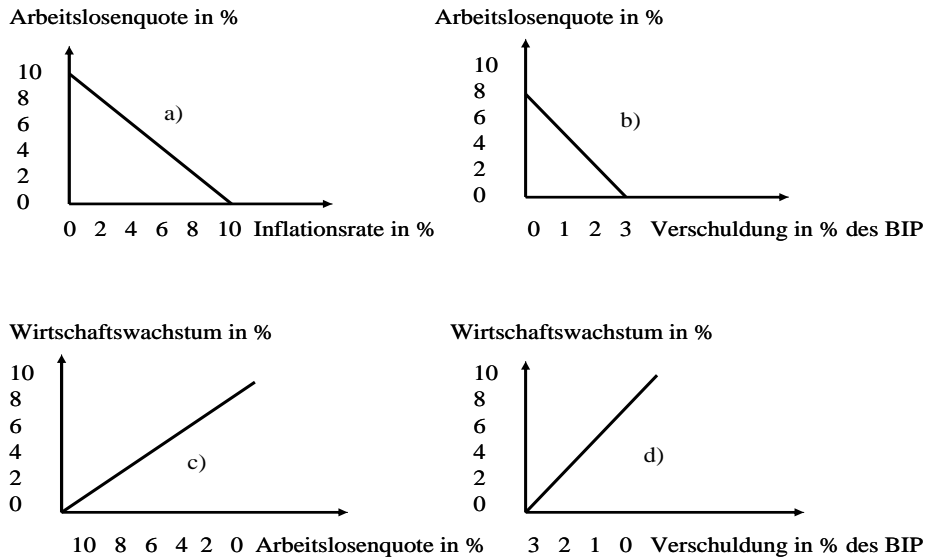 Arbeitslosenquote in %
10
8
6
4
2
0
a)
0 2 4 6 8 10 Inflationsrate in %
Arbeitslosenquote in %
10
8
6
4
2
0
b)
0 1 2 3 Verschuldung in % des BIP
Wirtschaftswachstum in %
10
8
6
4
2
0
c)
10 8 6 4 2 0 Arbeitslosenquote in %
Wirtschaftswachstum in %
10
8
6
4
2
0
d)
3 2 1 0 Verschuldung in % des BIP